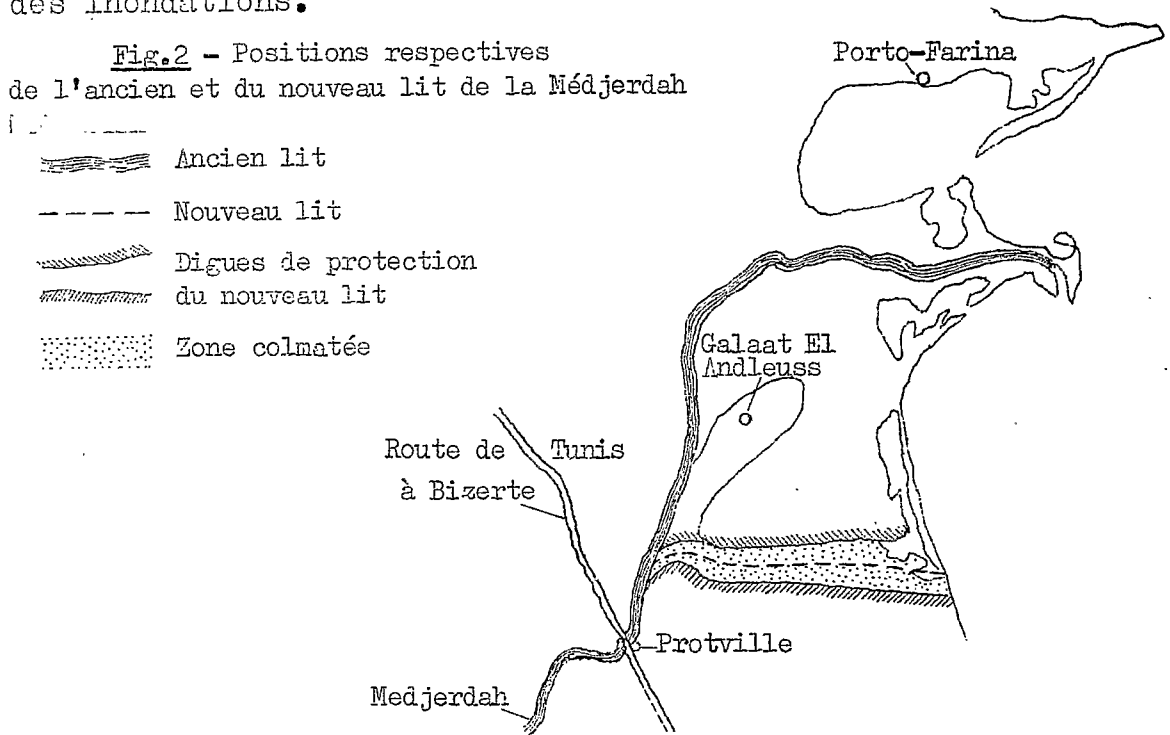 des inondations.
Fig.2 – Positions respectives
de l'ancien et du nouveau lit de la Médjerdah
Ancien lit
Nouveau lit
Digues de protection
du nouveau lit
Zone colmatée
Porto-Farina
Galaat El
Andleuss
Route de Tunis
à Bizerte
Protville
Medjerdah